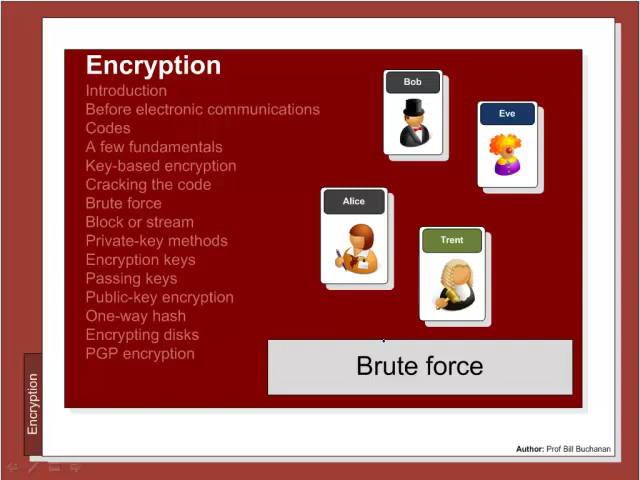 Encryption
Introduction
Before electronic communications
Codes
A few fundamentals
Key-based encryption
Cracking the code
Brute force
Block or stream
Private-key methods
Encryption keys
Passing keys
Public-key encryption
One-way hash
Encrypting disks
PGP encryption
Bob
Eve
Alice
Trent
Brute force
Encryption
Author: Prof Bill Buchanan